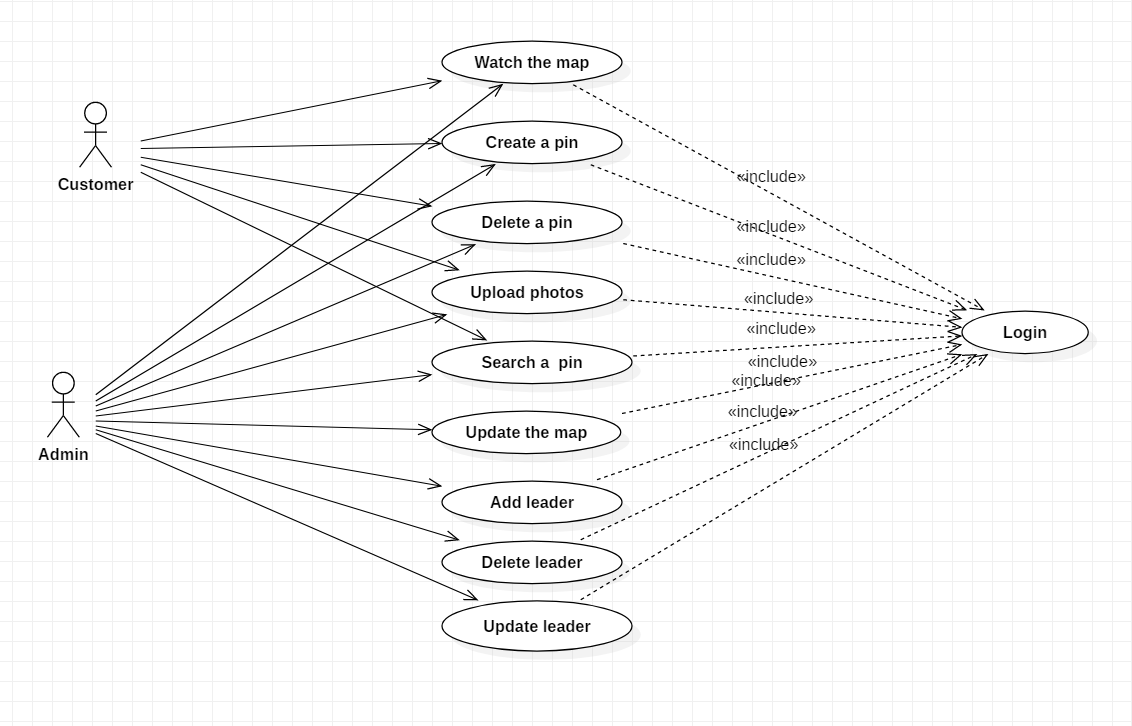 Watch the map
Create a pin
«include»
Customer
Delete a pin
«include»
«include»
Upload photos
«include»
«include»
Login
Search a  pin
«include»
«include»
Update the map
«include»
Admin
«include»
Add leader
Delete leader
Update leader